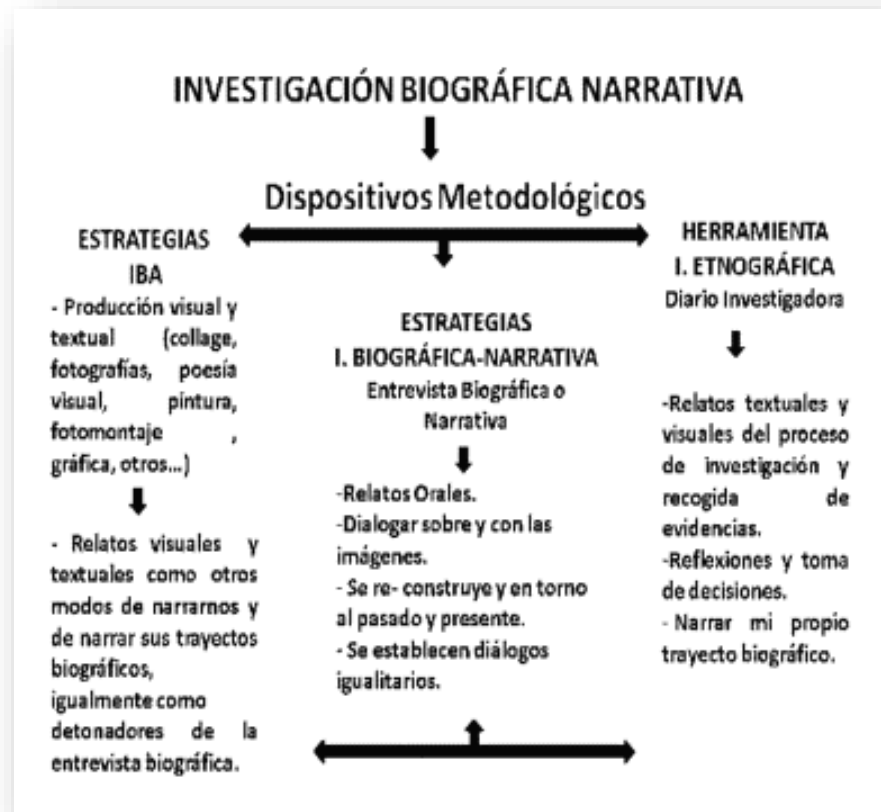 INVESTIGACIÓN BIOGRÁFICA NARRATIVA
Dispositivos Metodológicos
ESTRATEGIAS
IBA
- Producción visual y
textual (collage,
fotografías, poesía
visual, pintura,
fotomontaje ,
gráfica, otros...)
- Relatos visuales y
textuales como otros
modos de narrarnos y
de narrar sus trayectos
biográficos,
igualmente como
detonadores de la
entrevista biográfica.
ESTRATEGIAS
I. BIOGRÁFICA-NARRATIVA
Entrevista Biográfica o
Narrativa
-Relatos Orales.
-Dialogar sobre y con las
imágenes.
- Se re- construye y en torno
al pasado y presente.
- Se establecen diálogos
igualitarios.
HERRAMIENTA
I. ETNOGRÁFICA
Diario Investigadora
-Relatos textuales y
visuales del proceso
de investigación y
recogida de
evidencias.
-Reflexiones y toma
de decisiones.
- Narrar mi propio
trayecto biográfico.